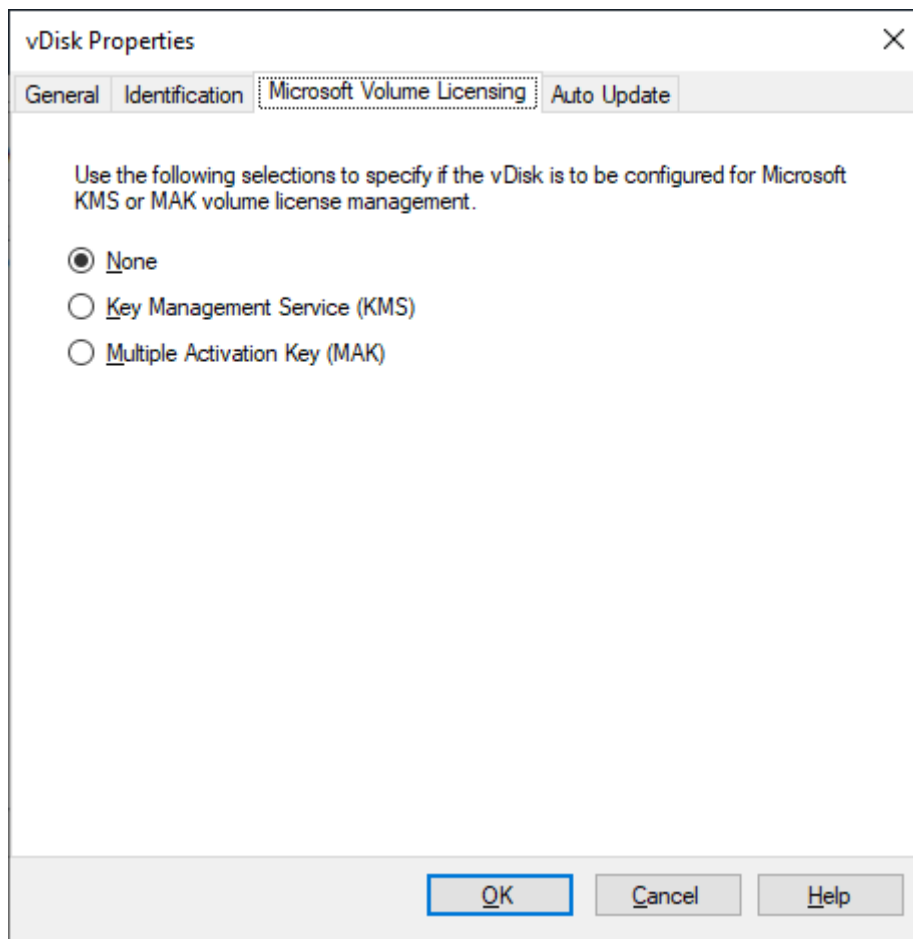 vDisk Properties
General Identification Microsoft Volume Licensing Auto Update
Use the following selections to specify if the vDisk is to be configured for Microsoft
KMS or MAK volume license management.
None
Key Management Service (KMS)
Multiple Activation Key (MAK)
OK Cancel Help